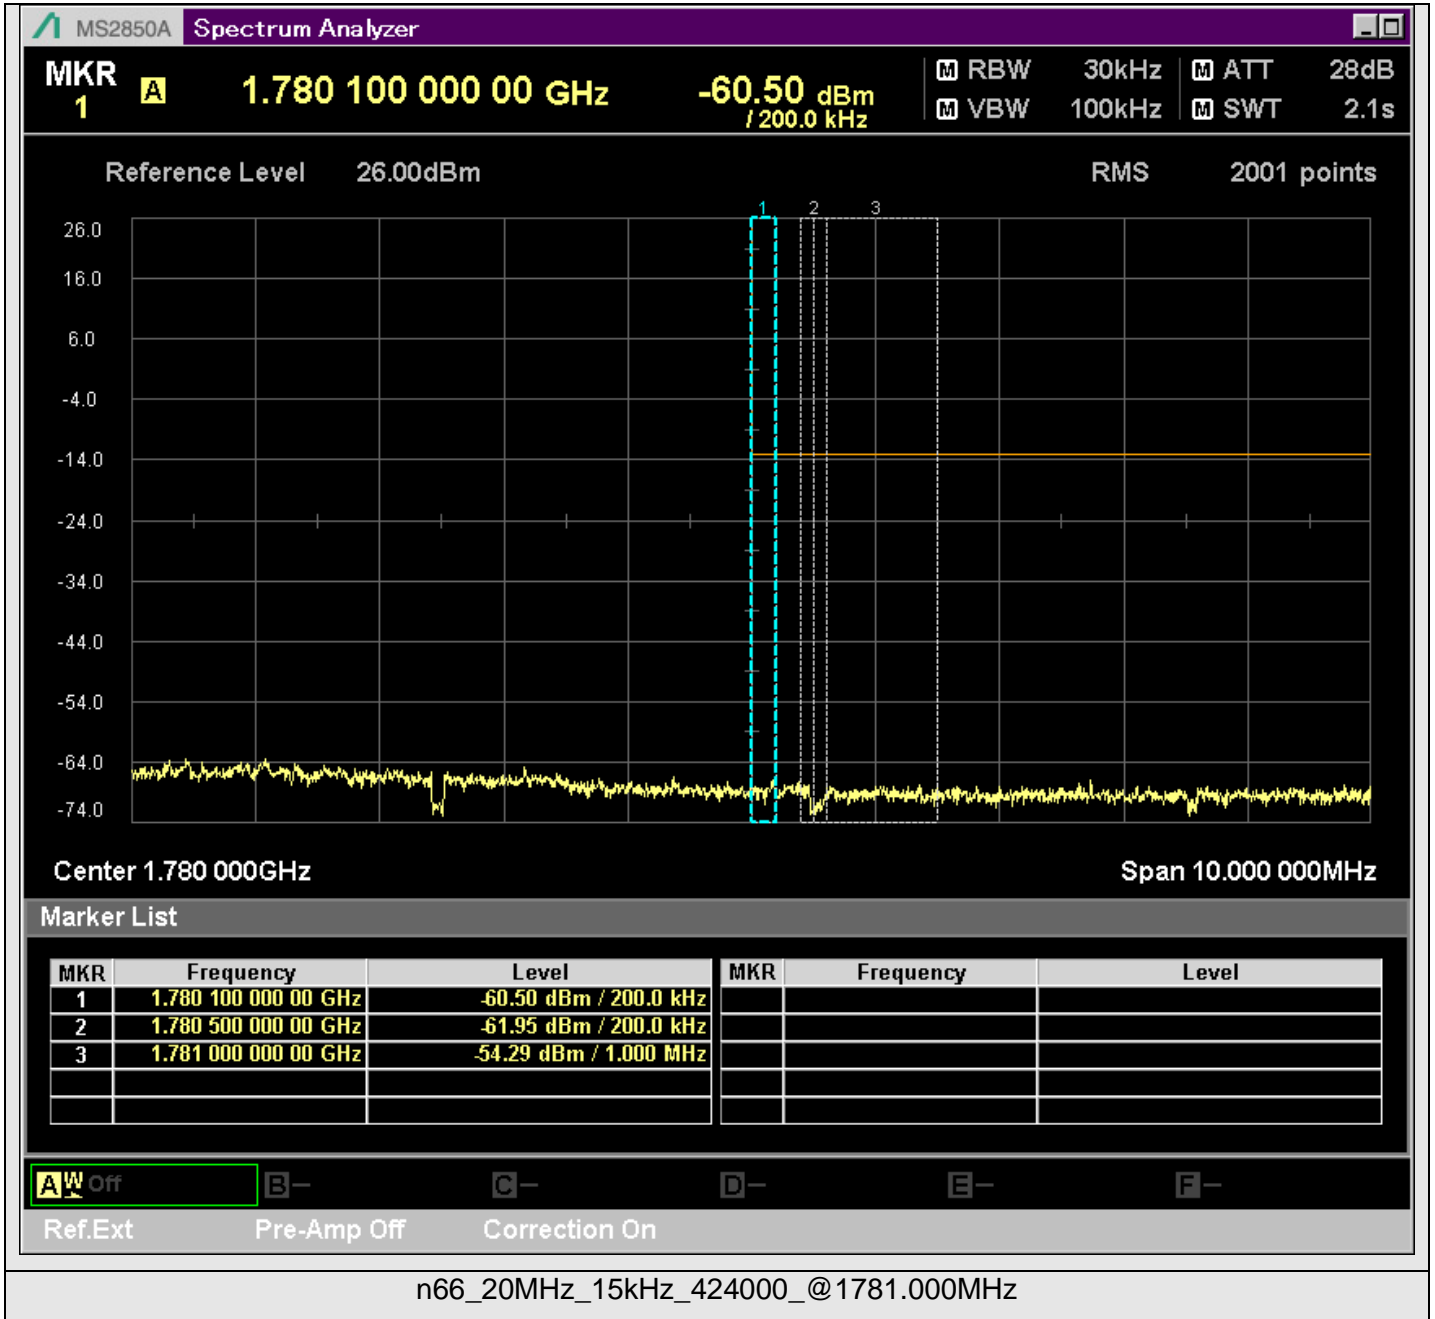 MS2850A Spectrum Analyzer
MKR 1 A 1.780 100 000 00 GHz -60.50 dBm / 200.0 kHz
M RBW 30kHz M ATT 28dB
M VBW 100kHz M SWT 2.1s
Reference Level 26.00dBm RMS 2001 points
1 2 3
26.0
16.0
6.0
-4.0
-14.0
-24.0
-34.0
-44.0
-54.0
-64.0
-74.0
Center 1.780 000GHz Span 10.000 000MHz
Marker List
MKR Frequency Level MKR Frequency Level
1 1.780 100 000 00 GHz -60.50 dBm / 200.0 kHz
2 1.780 500 000 00 GHz -61.95 dBm / 200.0 kHz
3 1.781 000 000 00 GHz -54.29 dBm / 1.000 MHz
A W Off B- C- D- E- F-
Ref.Ext Pre-Amp Off Correction On
n66_20MHz_15kHz_424000_@1781.000MHz